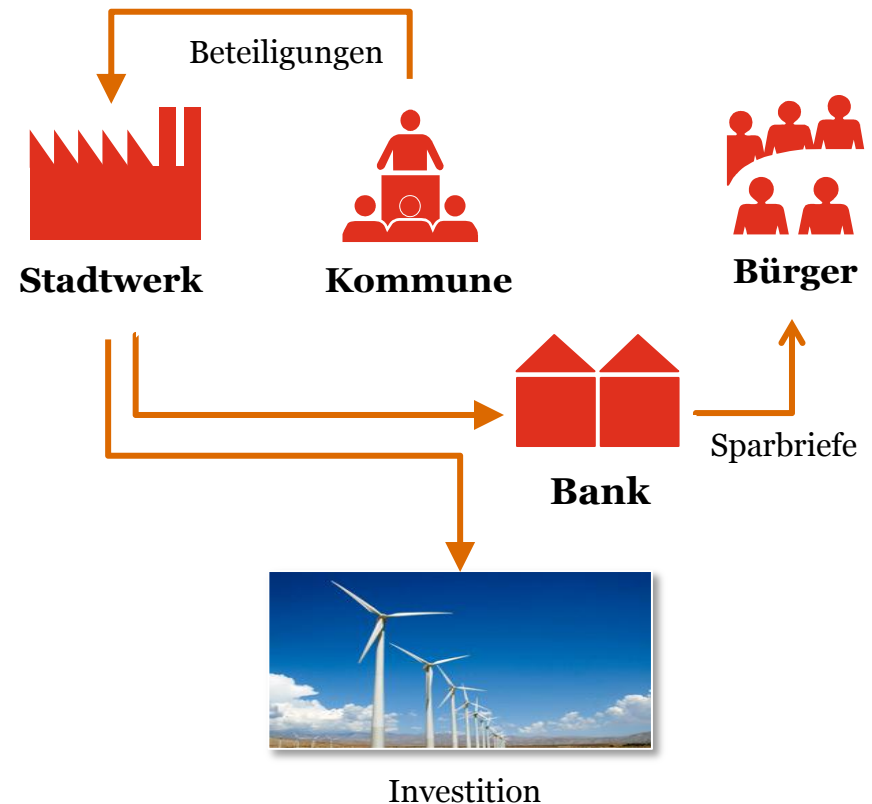 Beteiligungen
Stadtwerk
Kommune
Bürger
Sparbriefe
Bank
Investition